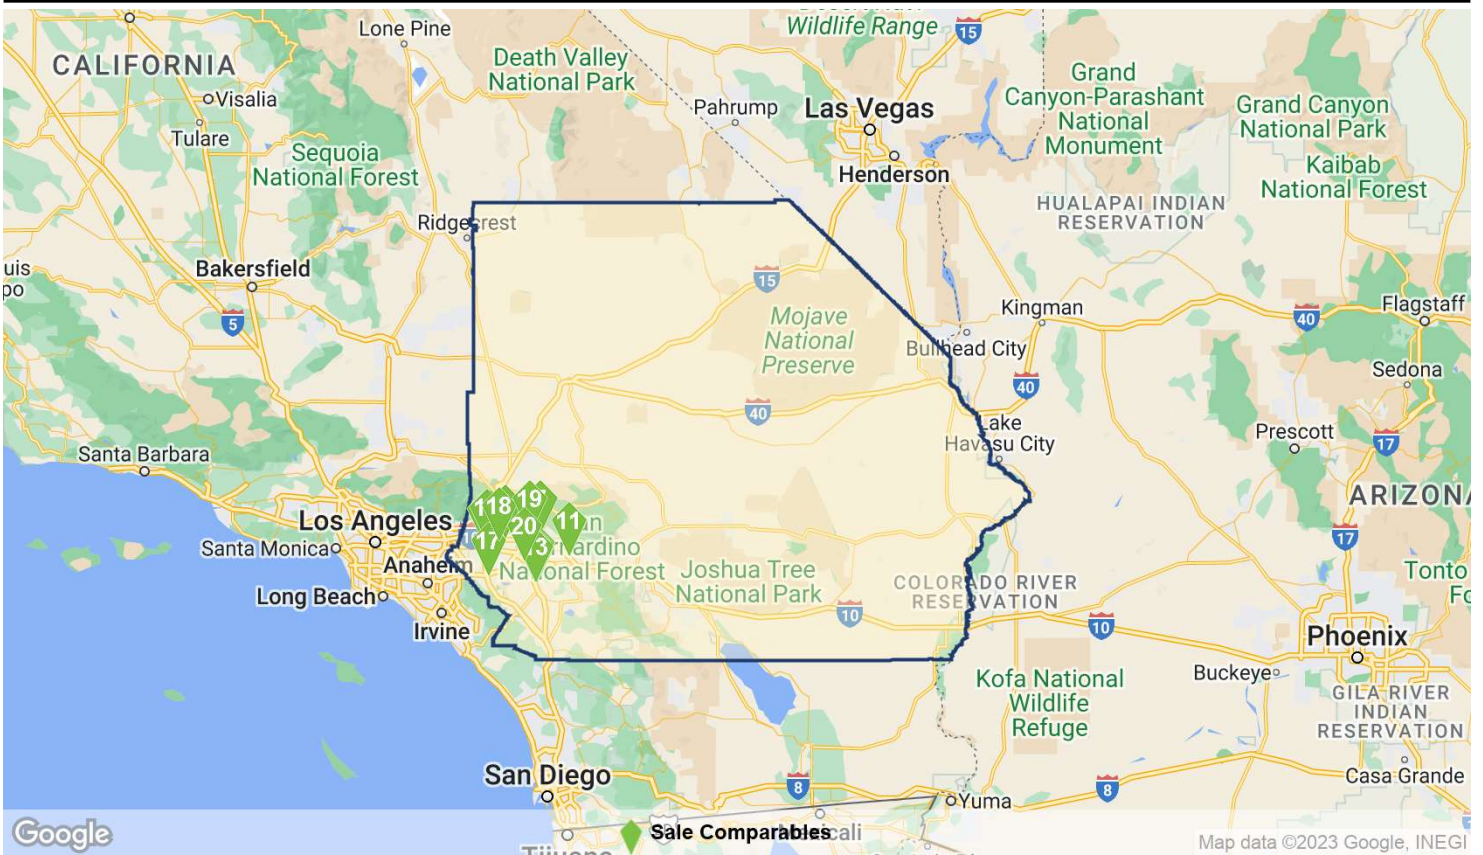 Wildlife Range
15
Lone Pine
CALIFORNIA
Death Valley
National Park
Grand
Canyon-Parashant
National
Monument
Visalia
Pahrump
Las Vegas
Grand Canyon
National Park
Tulare
Sequoia
National Forest
Henderson
Kaibab
National Forest
HUALAPAI INDIAN
RESERVATION
Ridgecrest
uis
po
Bakersfield
15
5
Mojave
National
Preserve
Kingman
40
Flagstaff
Bullhead City
40
40
Sedona
Lake
Havasu City
Prescott
17
Santa Barbara
ARIZONA
118
19
11
20
17
3
Los Angeles
Santa Monica
Anaheim
Long Beach
Irvine
National Forest
Joshua Tree
National Park
10
COLORADO RIVER
RESERVATION
10
17
Tonto
Phoenix
Buckeye
Kofa National
Wildlife
Refuge
GILA RIVER
INDIAN
RESERVATION
San Diego
8
8
Yuma
Casa Grande
Google
Sale Comparables
Map data ©2023 Google, INEGI